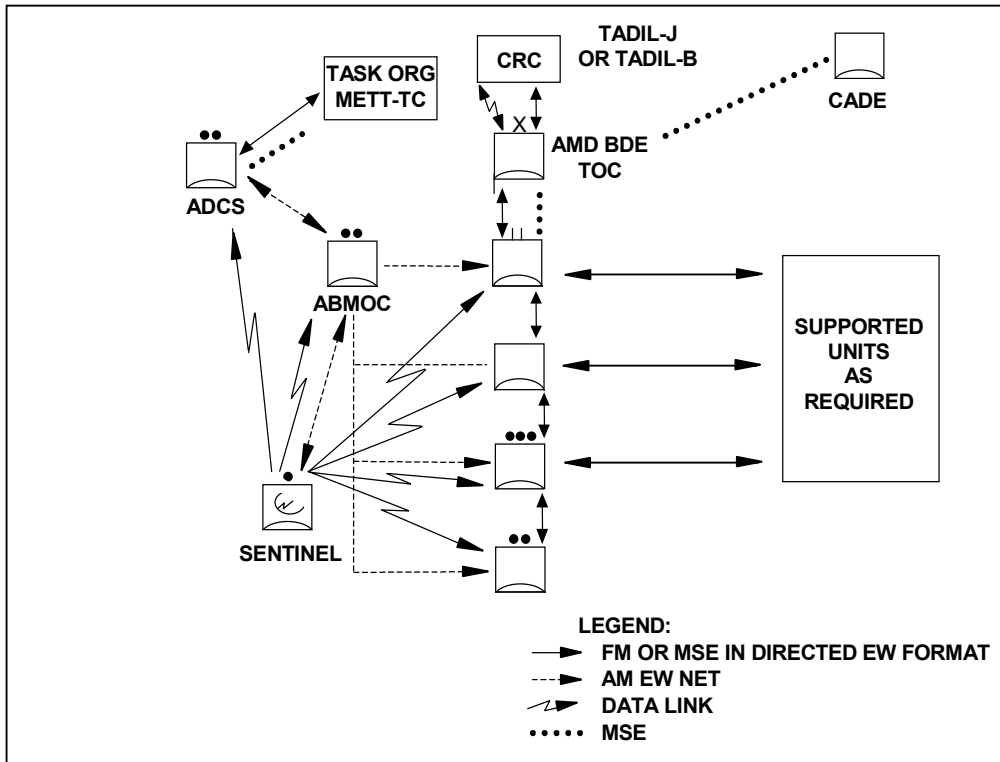 TADIL-J
OR TADIL-B
CRC
TASK ORG
METT-TC
CADE
X
AMD BDE
TOC
ADCS
ABMOC
SUPPORTED
UNITS
AS
REQUIRED
SENTINEL
LEGEND:
FM OR MSE IN DIRECTED EW FORMAT
AM EW NET
DATA LINK
MSE